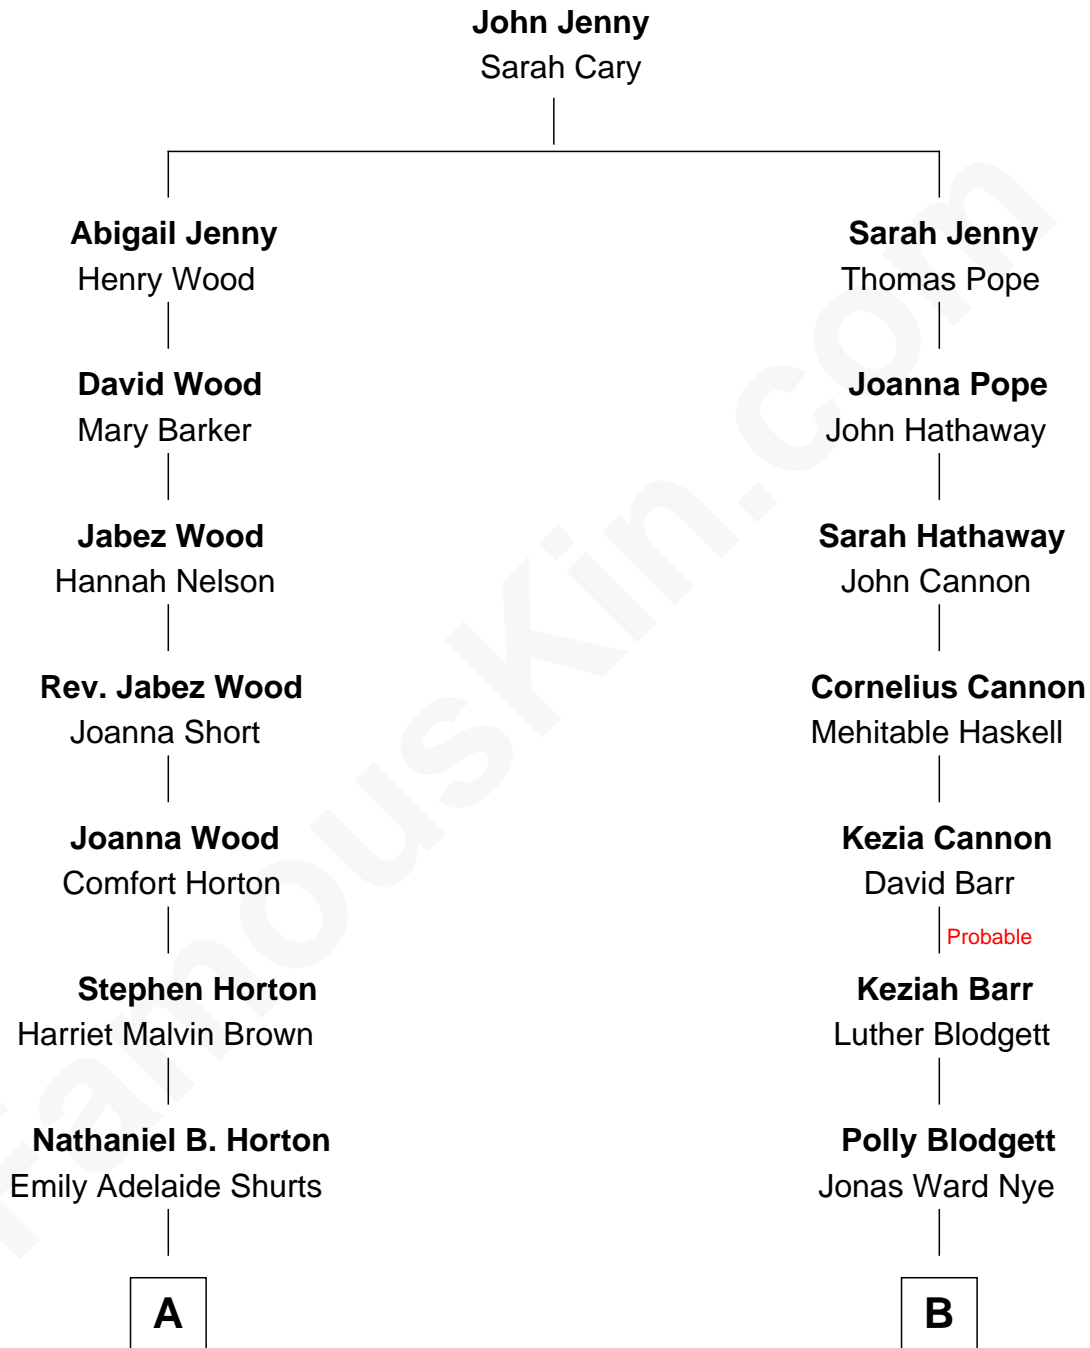 John Jenny
Sarah Cary
Abigail Jenny
Henry Wood
Sarah Jenny
Thomas Pope
David Wood
Mary Barker
Joanna Pope
John Hathaway
Jabez Wood
Hannah Nelson
Sarah Hathaway
John Cannon
Rev. Jabez Wood
Joanna Short
Cornelius Cannon
Mehitable Haskell
Joanna Wood
Comfort Horton
Kezia Cannon
David Barr
Probable
Stephen Horton
Harriet Malvin Brown
Keziah Barr
Luther Blodgett
Nathaniel B. Horton
Emily Adelaide Shurts
Polly Blodgett
Jonas Ward Nye
A
B
FamousKin.com